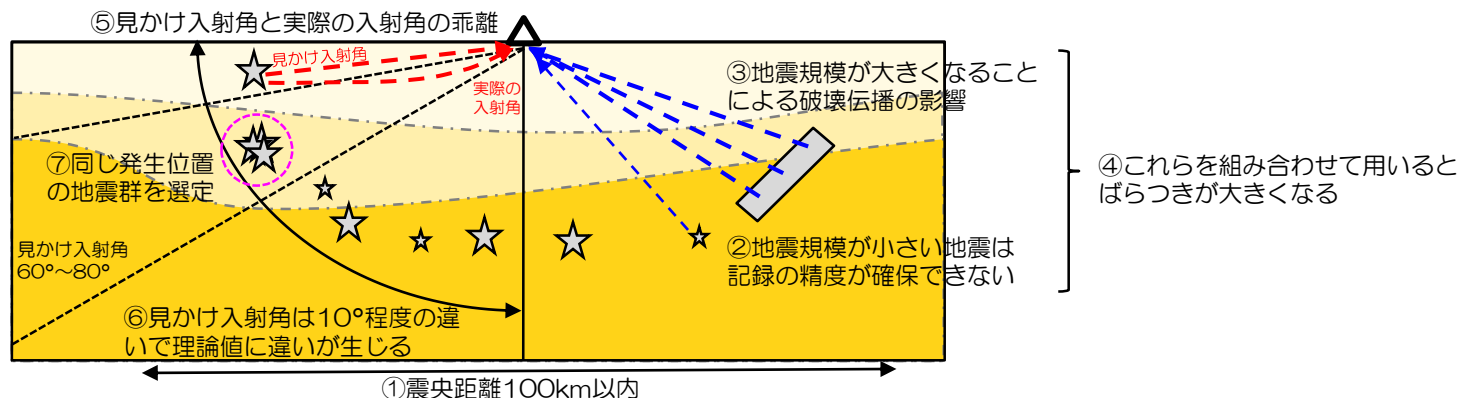 ⑤見かけ入射角と実際の入射角の乖離
見かけ入射角
実際の
入射角
③地震規模が大きくなること
による破壊伝播の影響
⑦同じ発生位置
の地震群を選定
④これらを組み合わせて用いると
ばらつきが大きくなる
見かけ入射角
60°~80°
②地震規模が小さい地震は
記録の精度が確保できない
⑥見かけ入射角は10°程度の違
いで理論値に違いが生じる
①震央距離100km以内